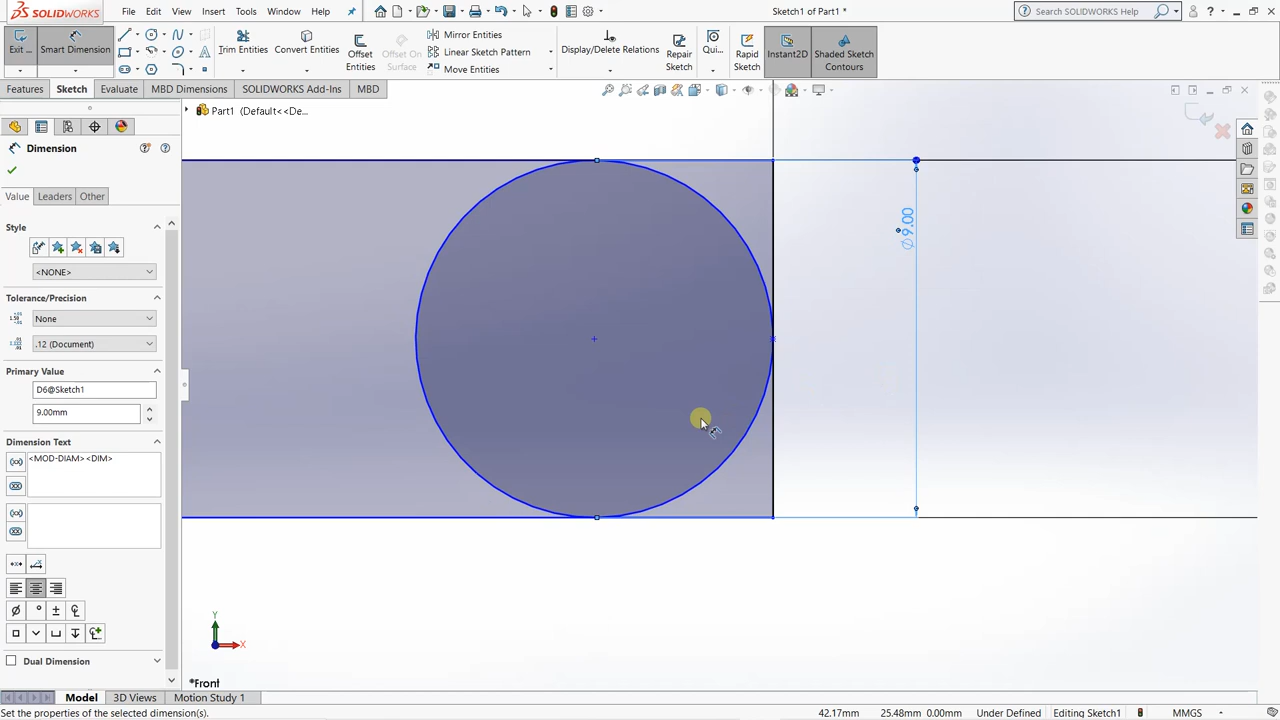 SOLIDWORKS
File Edit View Insert Tools Window
Sketch1 of Part1 *
Search SOLIDWORKS Help
Exit ...
Smart Dimension
Trim Entities
Convert Entities
Offset Entities
Offset On Surface
Mirror Entities
Linear Sketch Pattern
Move Entities
Display/Delete Relations
Repair Sketch
Qui...
Rapid Sketch
Instant2D
Shaded Sketch Contours
Features Sketch Evaluate MBD Dimensions SOLIDWORKS Add-Ins MBD
Part1 (Default<<De...
Dimension
Value Leaders Other
Style
<NONE>
Tolerance/Precision
None
.12 (Document)
Primary Value
D6@Sketch1
9.00mm
Dimension Text
<MOD-DIAM><DIM>
Dual Dimension
∅9.00
Y
X
*Front
Model 3D Views Motion Study 1
Set the properties of the selected dimension(s).
42.17mm 25.48mm 0.00mm Under Defined Editing Sketch1 MMGS